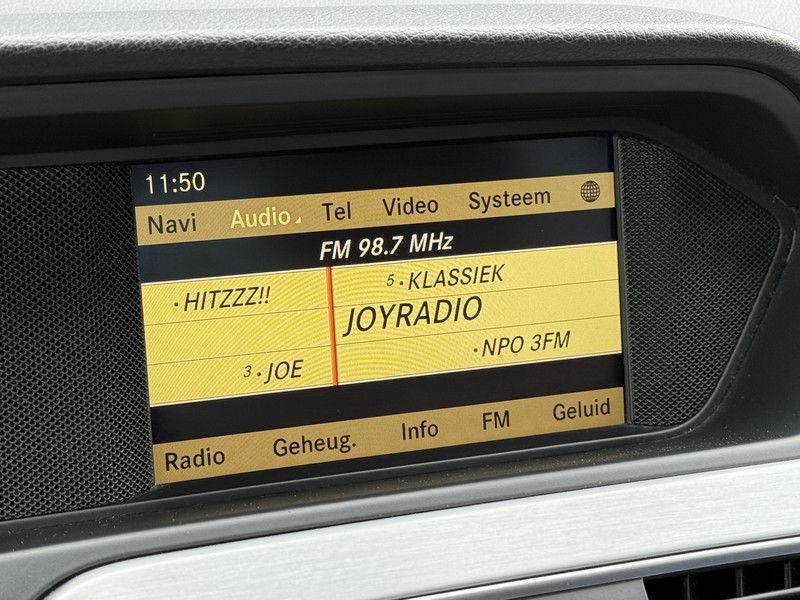 11:50
Navi Audio Tel Video Systeem
FM 98.7 MHz
•HITZZZ!! 5•KLASSIEK
JOYRADIO
•NPO 3FM
3•JOE
Radio Geheug. Info FM Geluid